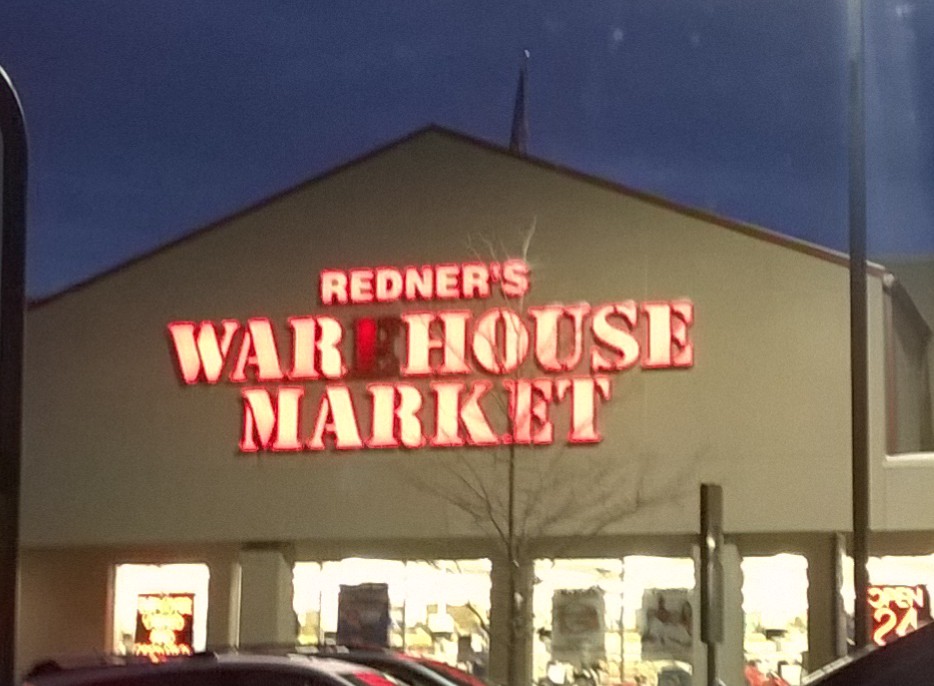 REDNER'S
WAREHOUSE
MARKET
OPEN
24